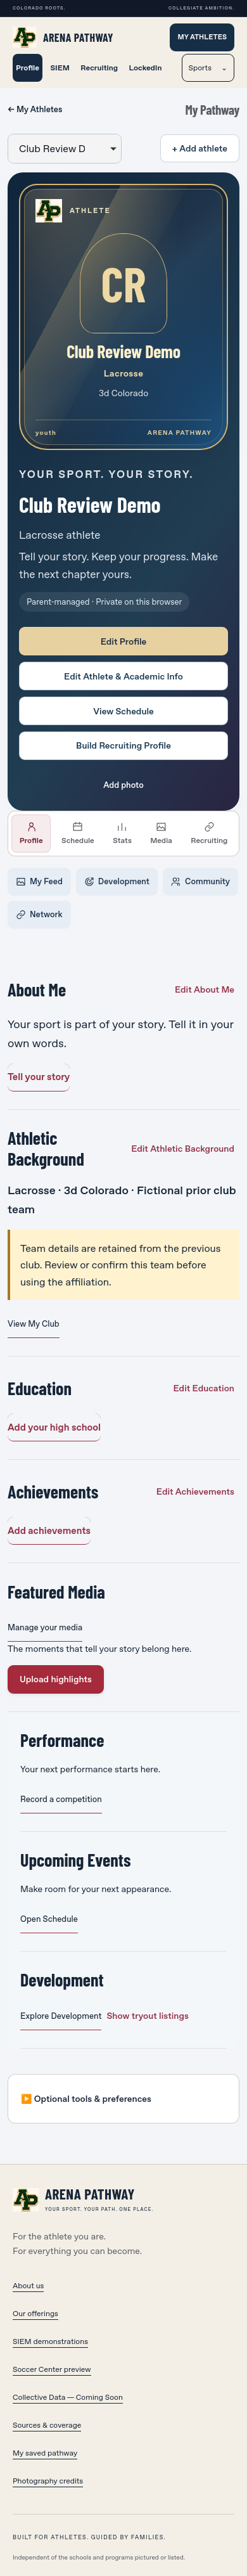 COLORADO ROOTS.
COLLEGIATE AMBITION.
AP
ARENA PATHWAY
MY ATHLETES
Profile
SIEM
Recruiting
LockedIn
Sports
← My Athletes
My Pathway
Club Review D
+ Add athlete
AP
ATHLETE
CR
Club Review Demo
Lacrosse
3d Colorado
youth
ARENA PATHWAY
YOUR SPORT. YOUR STORY.
Club Review Demo
Lacrosse athlete
Tell your story. Keep your progress. Make
the next chapter yours.
Parent-managed · Private on this browser
Edit Profile
Edit Athlete & Academic Info
View Schedule
Build Recruiting Profile
Add photo
Profile
Schedule
Stats
Media
Recruiting
My Feed
Development
Community
Network
About Me
Edit About Me
Your sport is part of your story. Tell it in your
own words.
Tell your story
Athletic
Background
Edit Athletic Background
Lacrosse · 3d Colorado · Fictional prior club
team
Team details are retained from the previous
club. Review or confirm this team before
using the affiliation.
View My Club
Education
Edit Education
Add your high school
Achievements
Edit Achievements
Add achievements
Featured Media
Manage your media
The moments that tell your story belong here.
Upload highlights
Performance
Your next performance starts here.
Record a competition
Upcoming Events
Make room for your next appearance.
Open Schedule
Development
Explore Development
Show tryout listings
Optional tools & preferences
AP
ARENA PATHWAY
YOUR SPORT. YOUR PATH. ONE PLACE.
For the athlete you are.
For everything you can become.
About us
Our offerings
SIEM demonstrations
Soccer Center preview
Collective Data — Coming Soon
Sources & coverage
My saved pathway
Photography credits
BUILT FOR ATHLETES. GUIDED BY FAMILIES.
Independent of the schools and programs pictured or listed.